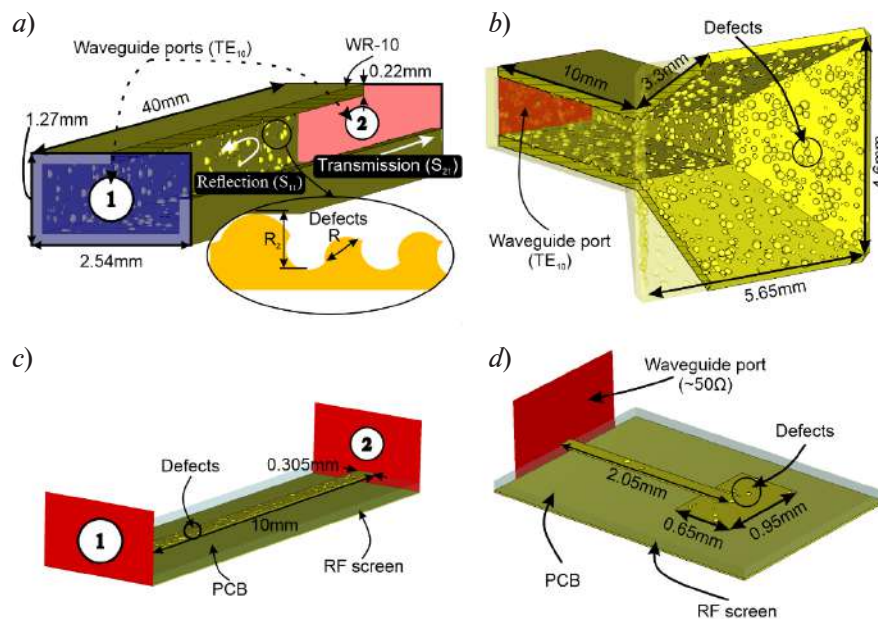 a)
Waveguide ports (TE₁₀)
WR-10
0.22mm
40mm
1.27mm
2
Transmission (S₂₁)
Reflection (S₁₁)
1
Defects
R
R_z
2.54mm
b)
Defects
10mm
3.3mm
4.6mm
Waveguide port
(TE₁₀)
5.65mm
c)
2
0.305mm
Defects
10mm
1
RF screen
PCB
d)
Waveguide port
(~50Ω)
Defects
2.05mm
0.65mm
0.95mm
PCB
RF screen